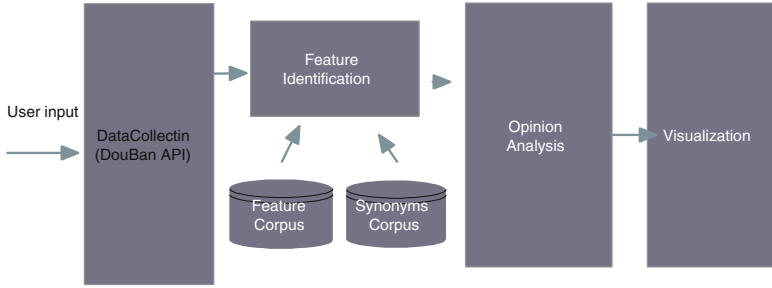 User input
DataCollectin
(DouBan API)
Feature
Identification
Feature
Corpus
Synonyms
Corpus
Opinion
Analysis
Visualization